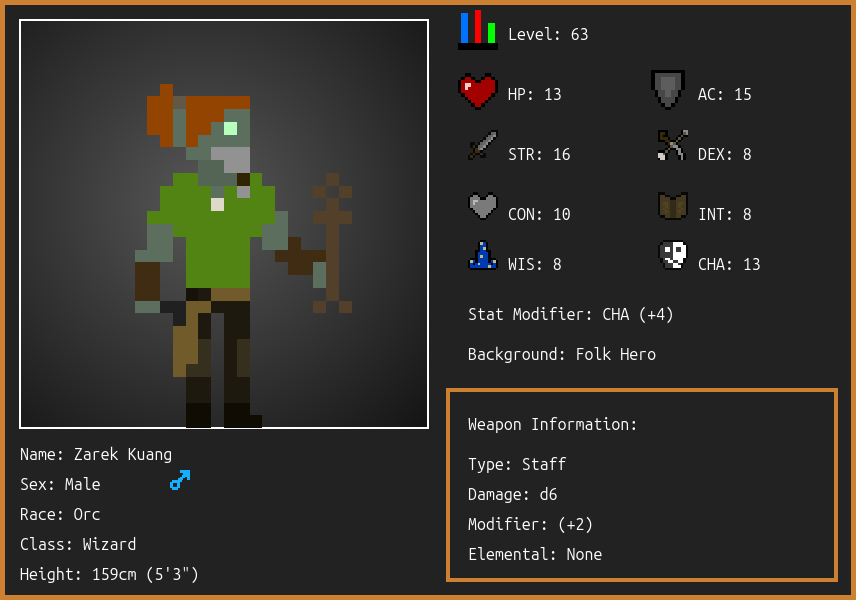 Level: 63
HP: 13
AC: 15
STR: 16
DEX: 8
CON: 10
INT: 8
WIS: 8
CHA: 13
Stat Modifier: CHA (+4)
Background: Folk Hero
Weapon Information:
Type: Staff
Damage: d6
Modifier: (+2)
Elemental: None
Name: Zarek Kuang
Sex: Male
Race: Orc
Class: Wizard
Height: 159cm (5'3")